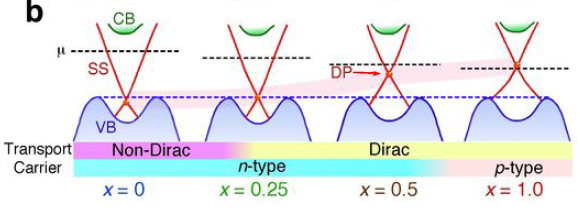 b
CB
μ
SS
DP
VB
Transport Non-Dirac Dirac
Carrier n-type p-type
x = 0 x = 0.25 x = 0.5 x = 1.0